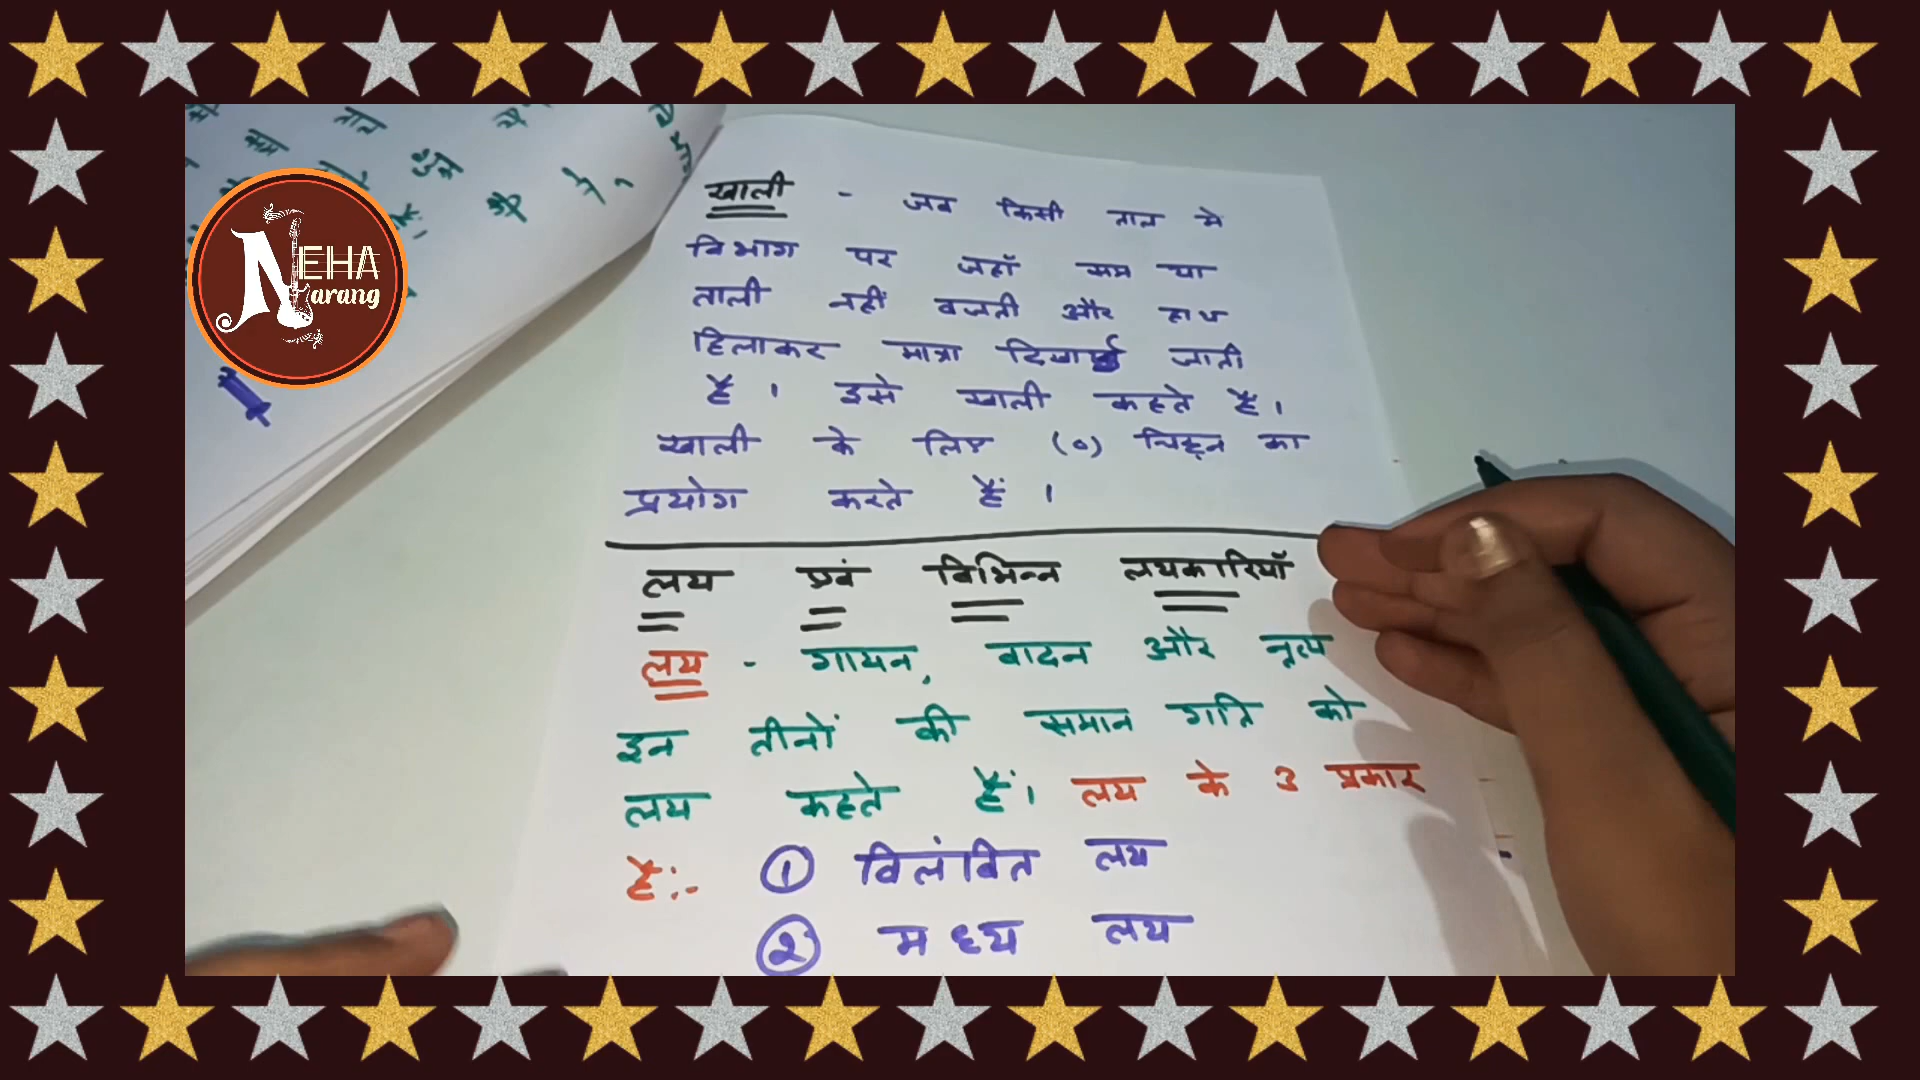 NEHA
Narang
खाली - जब किसी ताल मे
विभाग पर जहाँ सम या
ताली नहीं बजती और हाथ
हिलाकर मात्रा दिखाई जाती
है । इसे खाली कहते है ।
खाली के लिए (०) चिह्न का
प्रयोग करते हैं ।
लय एवं विभिन्न लयकारियाँ
लय - गायन, वादन और नृत्य
इन तीनों की समान गति को
लय कहते हैं। लय के 3 प्रकार
हैं:-
① विलंबित लय
② मध्य लय